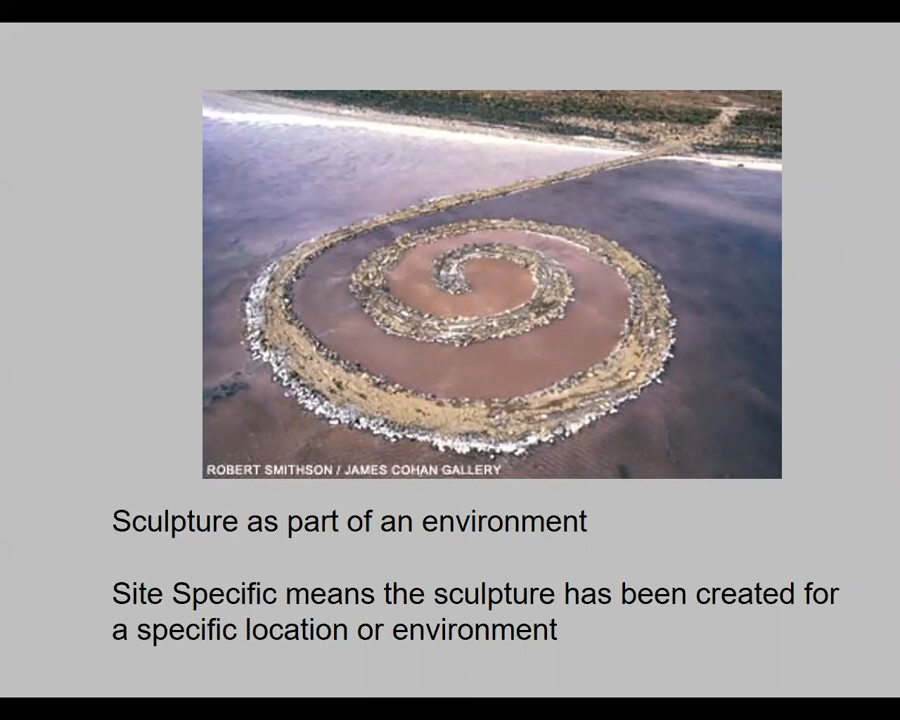 ROBERT SMITHSON / JAMES COHAN GALLERY
Sculpture as part of an environment
Site Specific means the sculpture has been created for
a specific location or environment